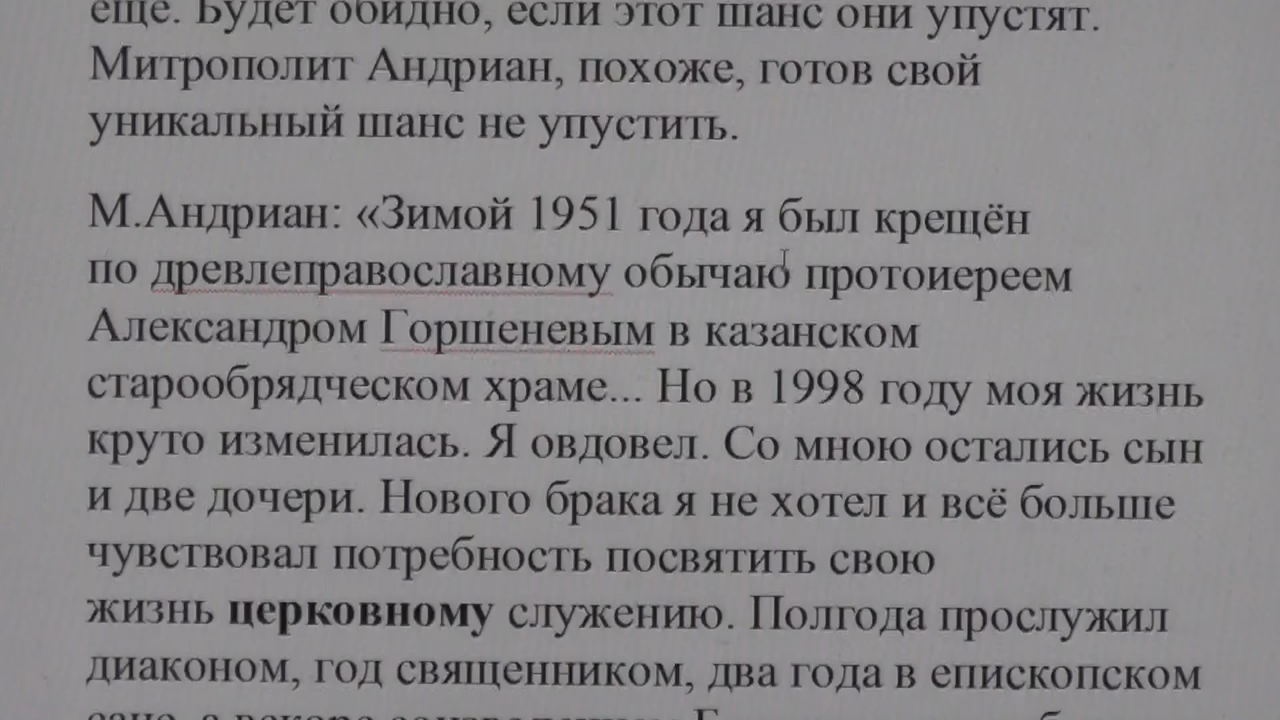 еще. Будет обидно, если этот шанс они упустят.
Митрополит Андриан, похоже, готов свой
уникальный шанс не упустить.
М.Андриан: «Зимой 1951 года я был крещён
по древлеправославному обычаю протоиереем
Александром Горшеневым в казанском
старообрядческом храме... Но в 1998 году моя жизнь
круто изменилась. Я овдовел. Со мною остались сын
и две дочери. Нового брака я не хотел и всё больше
чувствовал потребность посвятить свою
жизнь церковному служению. Полгода прослужил
диаконом, год священником, два года в епископском